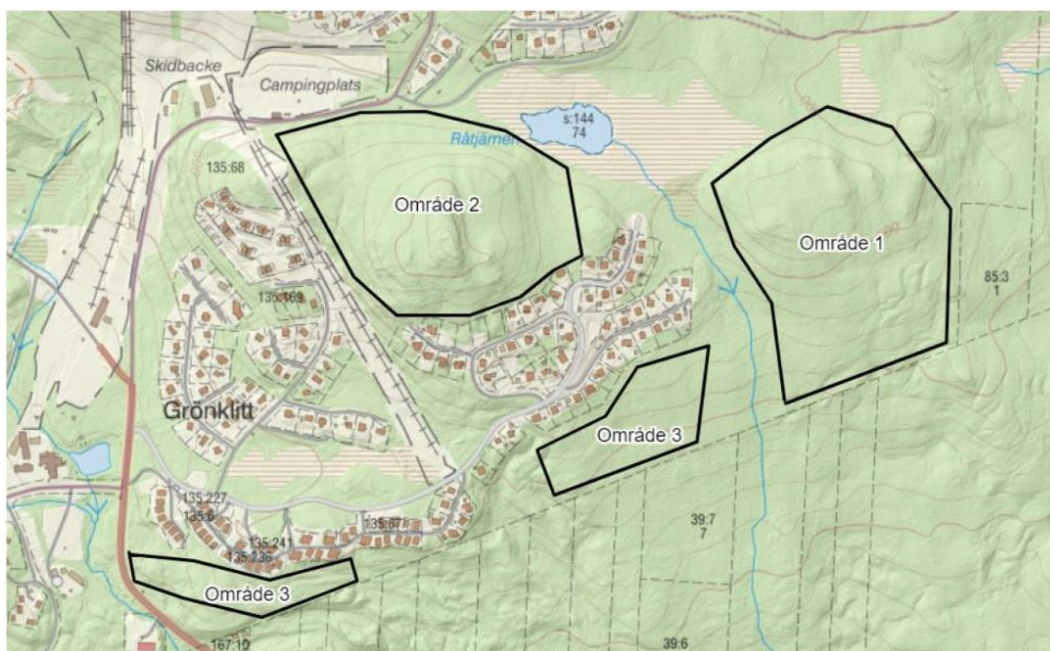 Skidbacke
Campingplats
s:144
74
Råtjärnen
135:68
Område 2
Område 1
85:3
1
135:169
Grönklitt
Område 3
135:227
135:6
135:241
135:67
135:236
39:7
7
Område 3
167:10
39:6